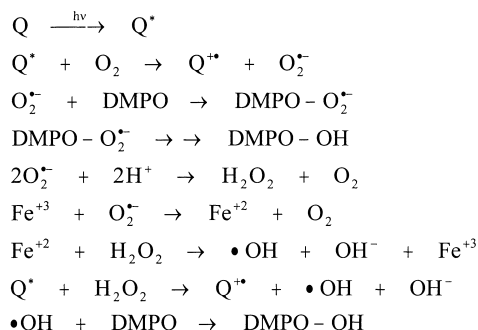 Q —hν→ Q*
Q* + O₂ → Q⁺• + O₂•⁻
O₂•⁻ + DMPO → DMPO – O₂•⁻
DMPO – O₂•⁻ → → DMPO – OH
2O₂•⁻ + 2H⁺ → H₂O₂ + O₂
Fe⁺³ + O₂•⁻ → Fe⁺² + O₂
Fe⁺² + H₂O₂ → •OH + OH⁻ + Fe⁺³
Q* + H₂O₂ → Q⁺• + •OH + OH⁻
•OH + DMPO → DMPO – OH